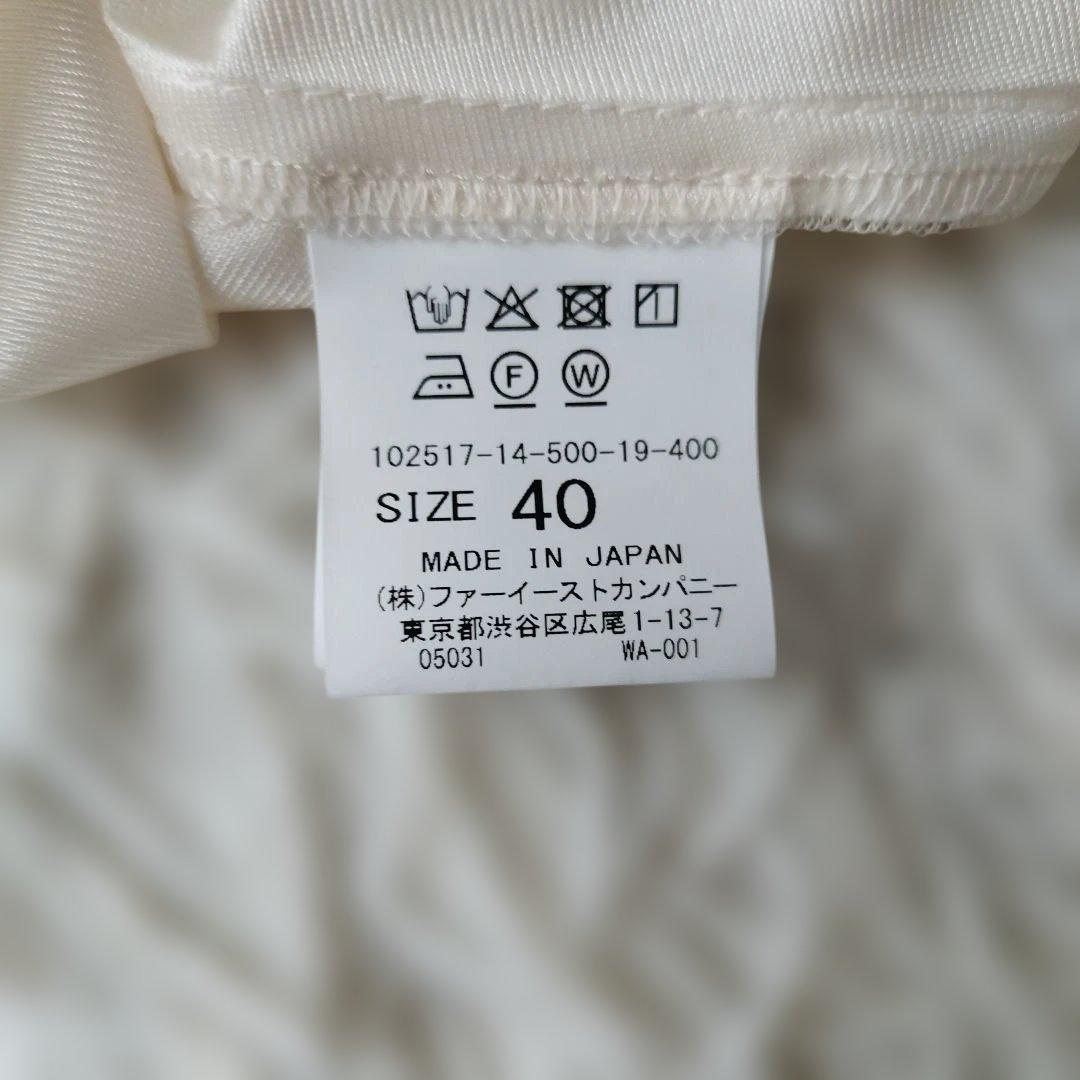 F W
102517-14-500-19-400
SIZE 40
MADE IN JAPAN
(株)ファーイーストカンパニー
東京都渋谷区広尾1-13-7
05031 WA-001